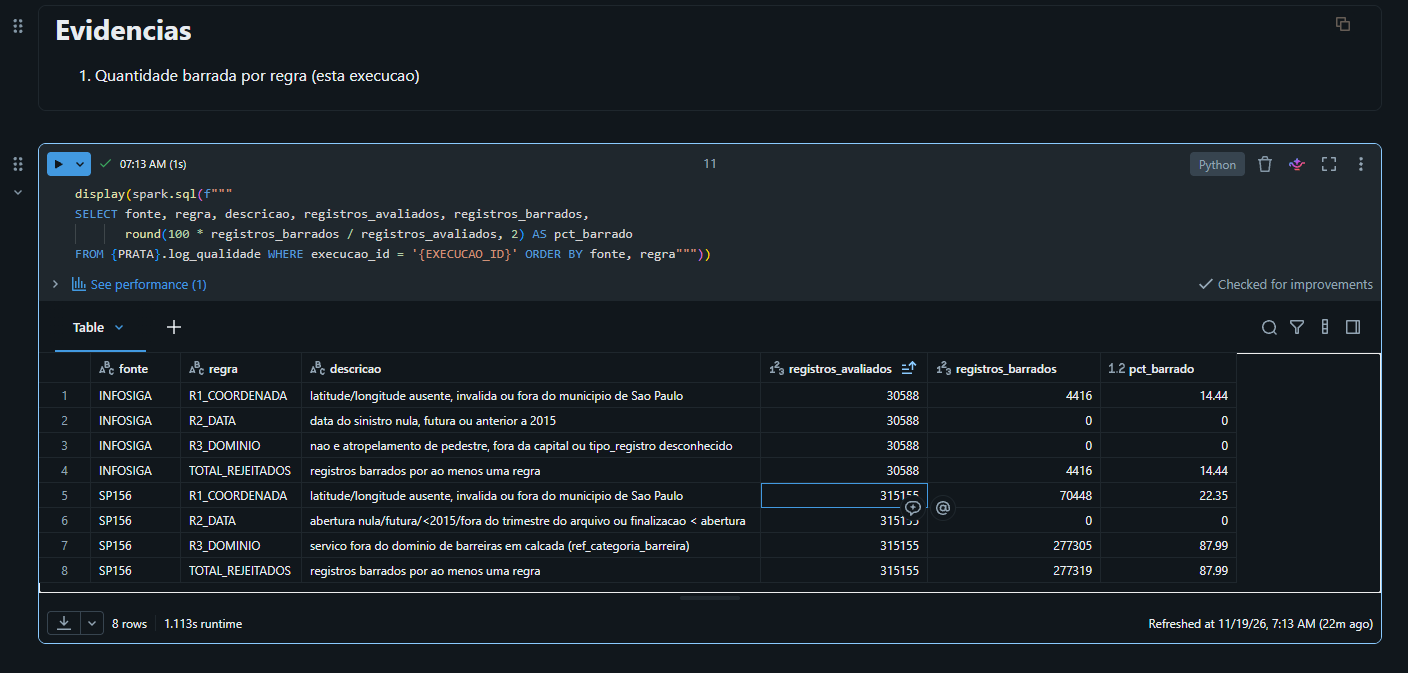 Evidencias
1. Quantidade barrada por regra (esta execucao)
07:13 AM (1s)
11
Python
display(spark.sql(f"""
SELECT fonte, regra, descricao, registros_avaliados, registros_barrados,
round(100 * registros_barrados / registros_avaliados, 2) AS pct_barrado
FROM {PRATA}.log_qualidade WHERE execucao_id = '{EXECUCAO_ID}' ORDER BY fonte, regra"""))
See performance (1)
Checked for improvements
Table
fonte regra descricao registros_avaliados registros_barrados 1.2 pct_barrado
1 INFOSIGA R1_COORDENADA latitude/longitude ausente, invalida ou fora do municipio de Sao Paulo 30588 4416 14.44
2 INFOSIGA R2_DATA data do sinistro nula, futura ou anterior a 2015 30588 0 0
3 INFOSIGA R3_DOMINIO nao e atropelamento de pedestre, fora da capital ou tipo_registro desconhecido 30588 0 0
4 INFOSIGA TOTAL_REJEITADOS registros barrados por ao menos uma regra 30588 4416 14.44
5 SP156 R1_COORDENADA latitude/longitude ausente, invalida ou fora do municipio de Sao Paulo 315155 70448 22.35
6 SP156 R2_DATA abertura nula/futura/<2015/fora do trimestre do arquivo ou finalizacao < abertura 315155 0 0
7 SP156 R3_DOMINIO servico fora do dominio de barreiras em calcada (ref_categoria_barreira) 315155 277305 87.99
8 SP156 TOTAL_REJEITADOS registros barrados por ao menos uma regra 315155 277319 87.99
8 rows
1.113s runtime
Refreshed at 11/19/26, 7:13 AM (22m ago)